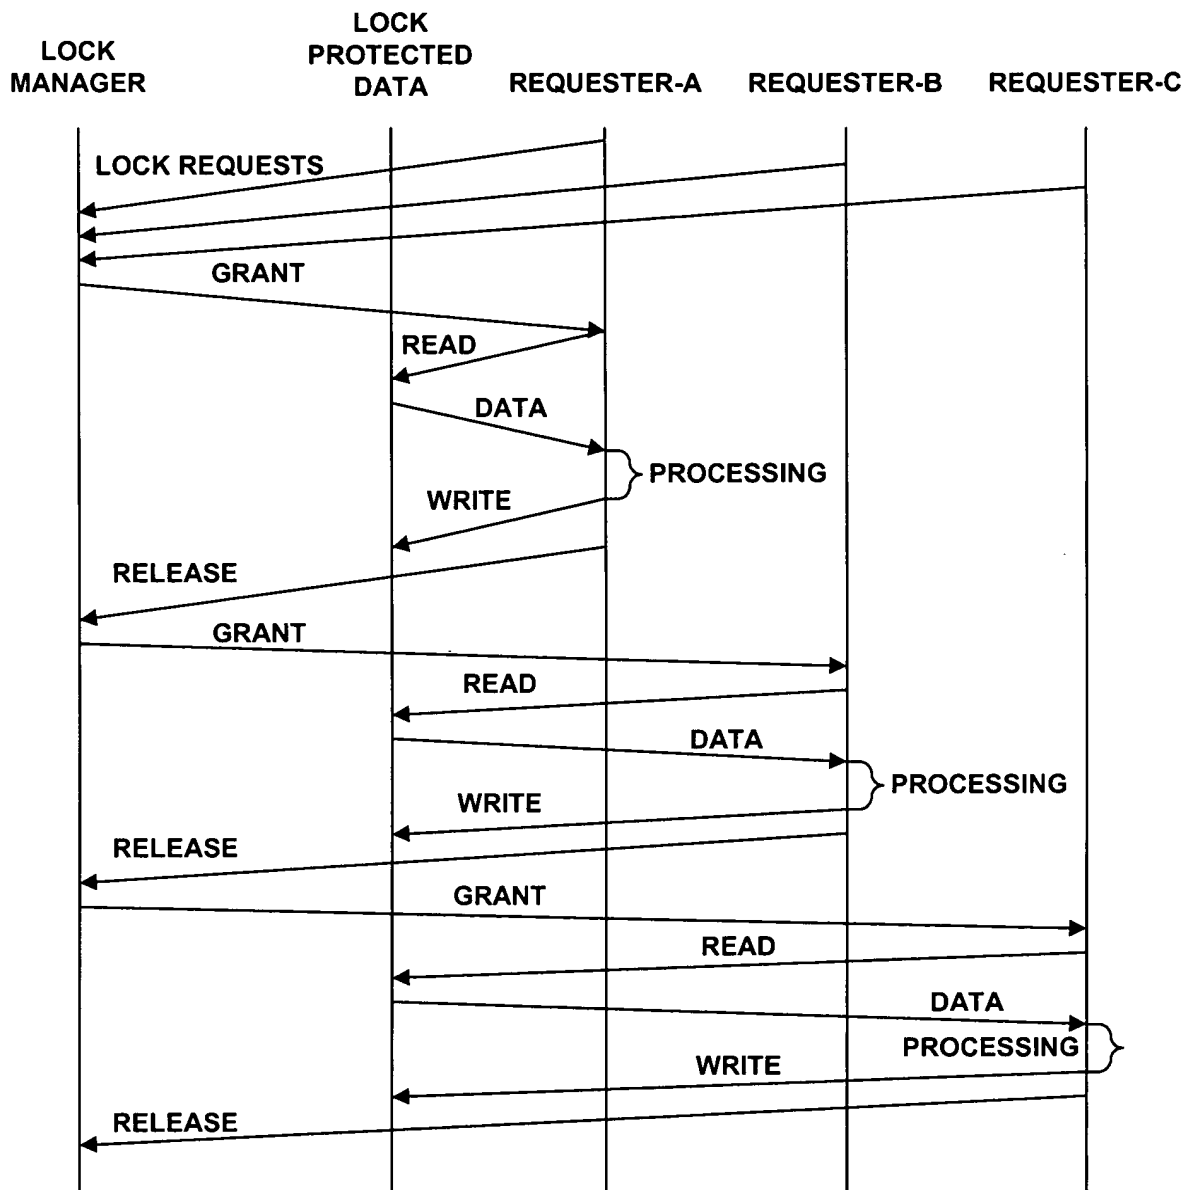 LOCK
MANAGER
LOCK
PROTECTED
DATA
REQUESTER-A
REQUESTER-B
REQUESTER-C
LOCK REQUESTS
GRANT
READ
DATA
PROCESSING
WRITE
RELEASE
GRANT
READ
DATA
PROCESSING
WRITE
RELEASE
GRANT
READ
DATA
PROCESSING
WRITE
RELEASE